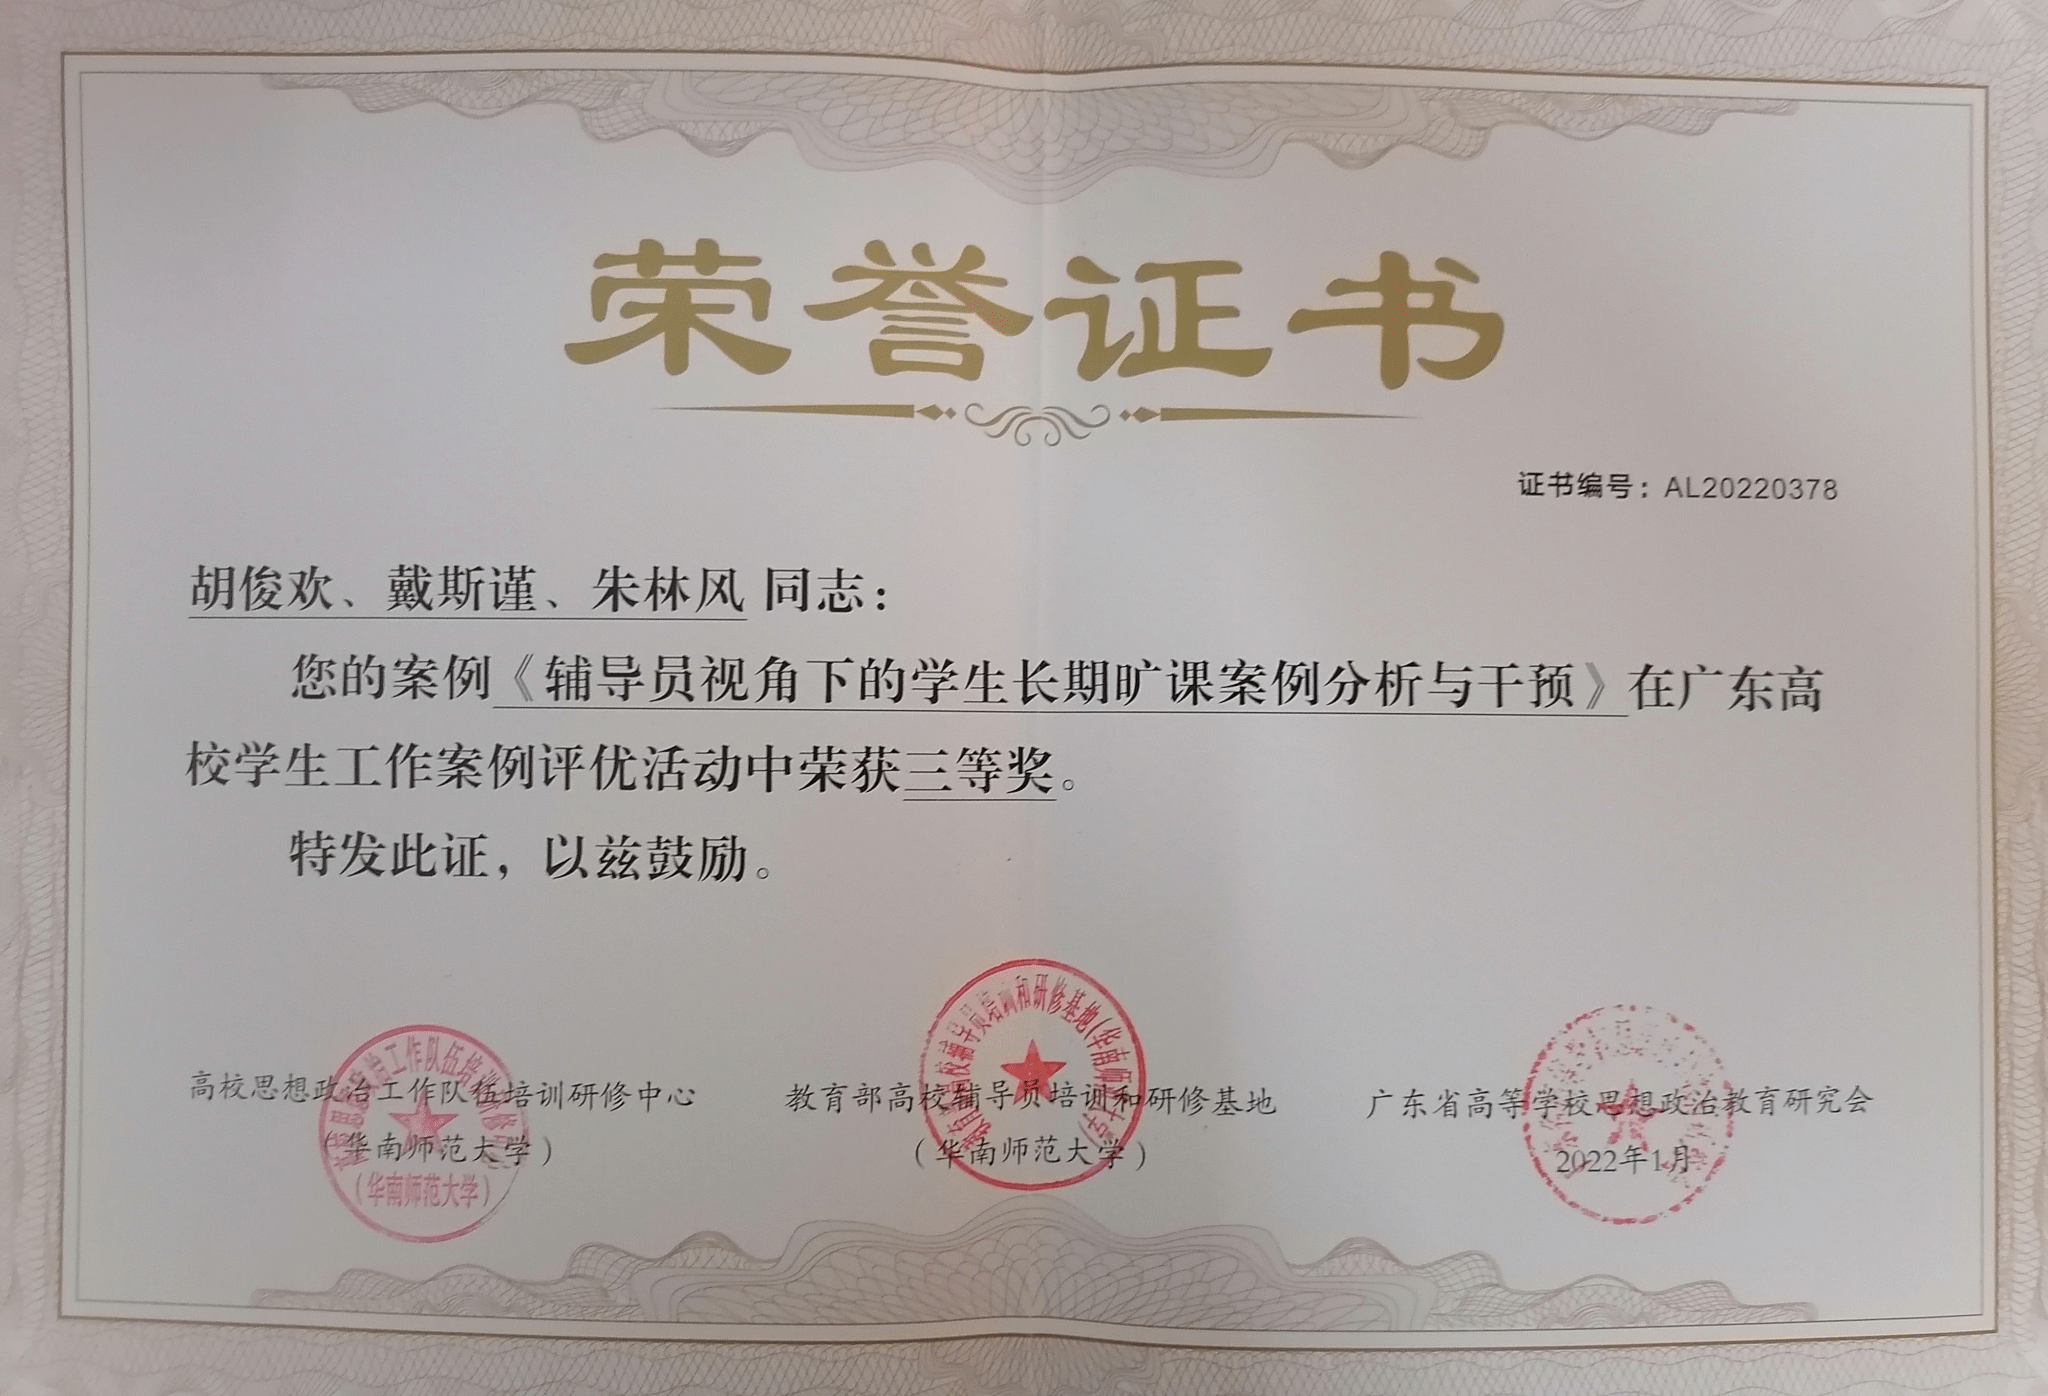 荣誉证书
证书编号：AL20220378
胡俊欢、戴斯谨、朱林风 同志：
您的案例《辅导员视角下的学生长期旷课案例分析与干预》在广东高
校学生工作案例评优活动中荣获三等奖。
特发此证，以兹鼓励。
高校思想政治工作队伍培训研修中心
（华南师范大学）
（华南师范大学）
教育部高校辅导员培训和研修基地
（华南师范大学）
广东省高等学校思想政治教育研究会
2022年1月